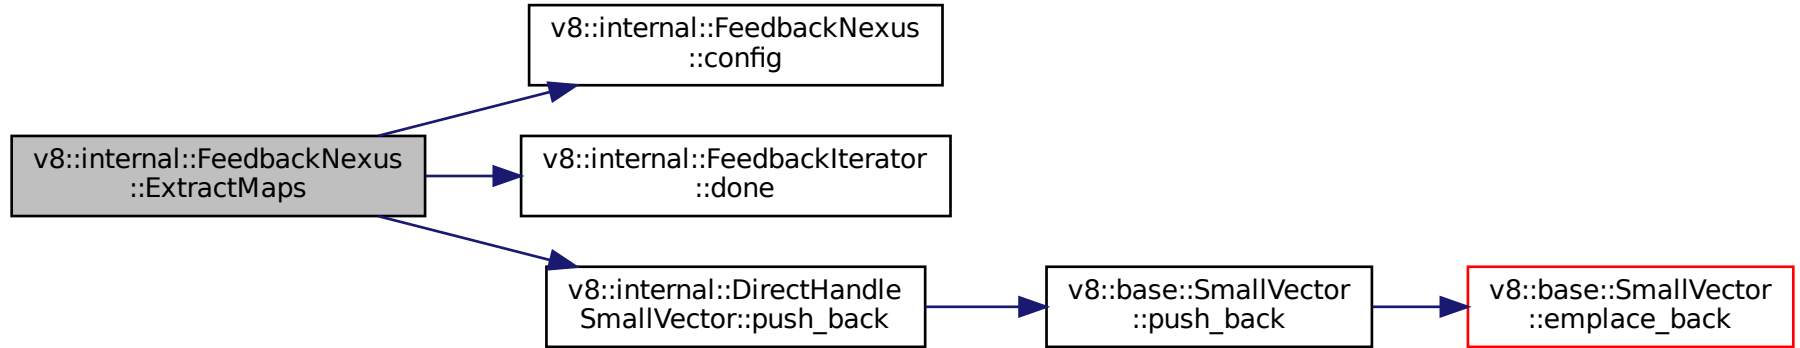 v8::internal::FeedbackNexus
::config
v8::internal::FeedbackNexus
::ExtractMaps
v8::internal::FeedbackIterator
::done
v8::internal::DirectHandle
SmallVector::push_back
v8::base::SmallVector
::push_back
v8::base::SmallVector
::emplace_back